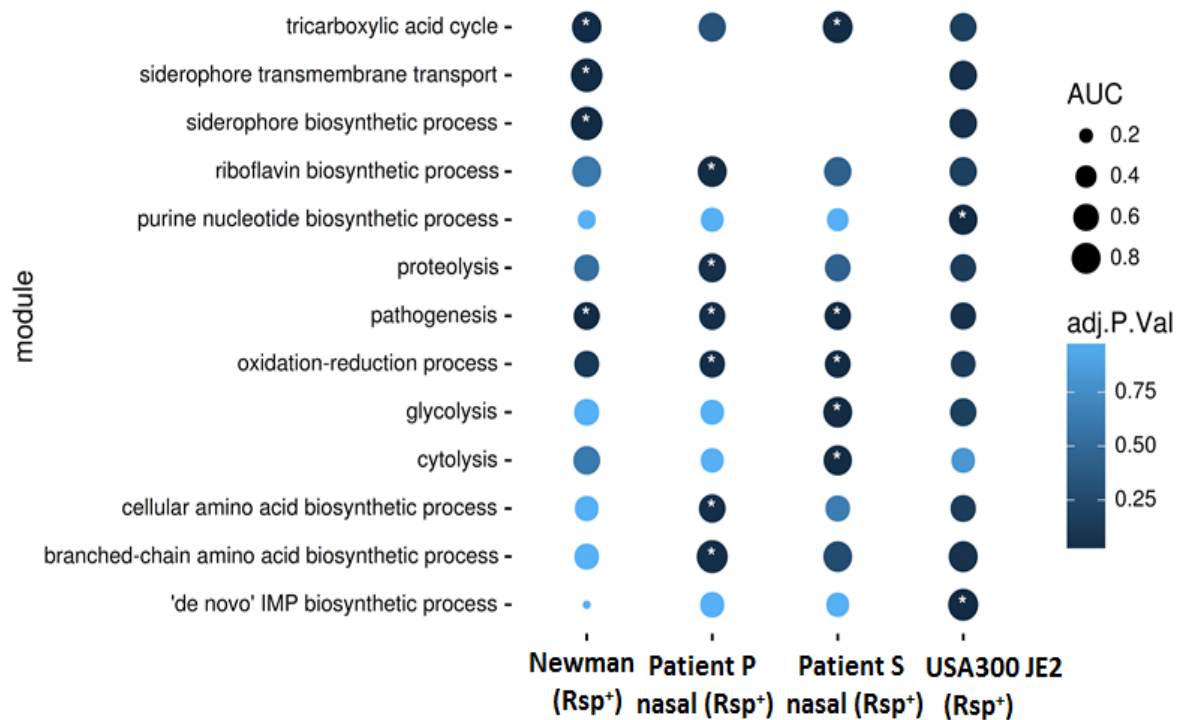 tricarboxylic acid cycle
siderophore transmembrane transport
siderophore biosynthetic process
riboflavin biosynthetic process
purine nucleotide biosynthetic process
proteolysis
pathogenesis
oxidation-reduction process
glycolysis
cytolysis
cellular amino acid biosynthetic process
branched-chain amino acid biosynthetic process
'de novo' IMP biosynthetic process
module
* *
*
*
*
*
*
* * *
* *
*
*
*
*
*
Newman Patient P Patient S USA300 JE2
(Rsp⁺) nasal (Rsp⁺) nasal (Rsp⁺) (Rsp⁺)
AUC
0.2
0.4
0.6
0.8
adj.P.Val
0.75
0.50
0.25